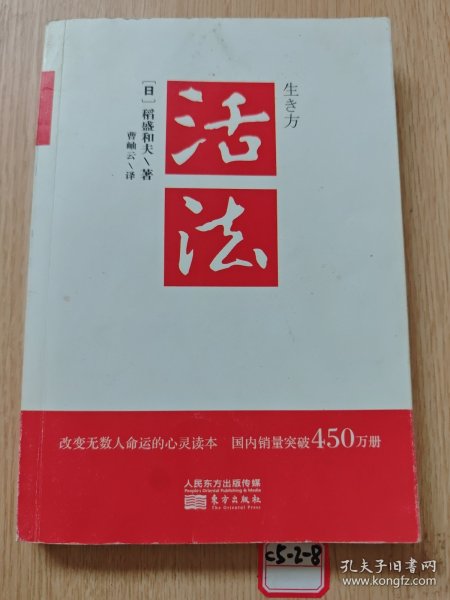 生き方
活
法
[日]稻盛和夫\著
曹岫云\译
改变无数人命运的心灵读本 国内销量突破450万册
人民东方出版传媒
People's Oriental Publishing & Media
東方出版社
The Oriental Press
C5-2-8
孔夫子旧书网
www.kongfz.com